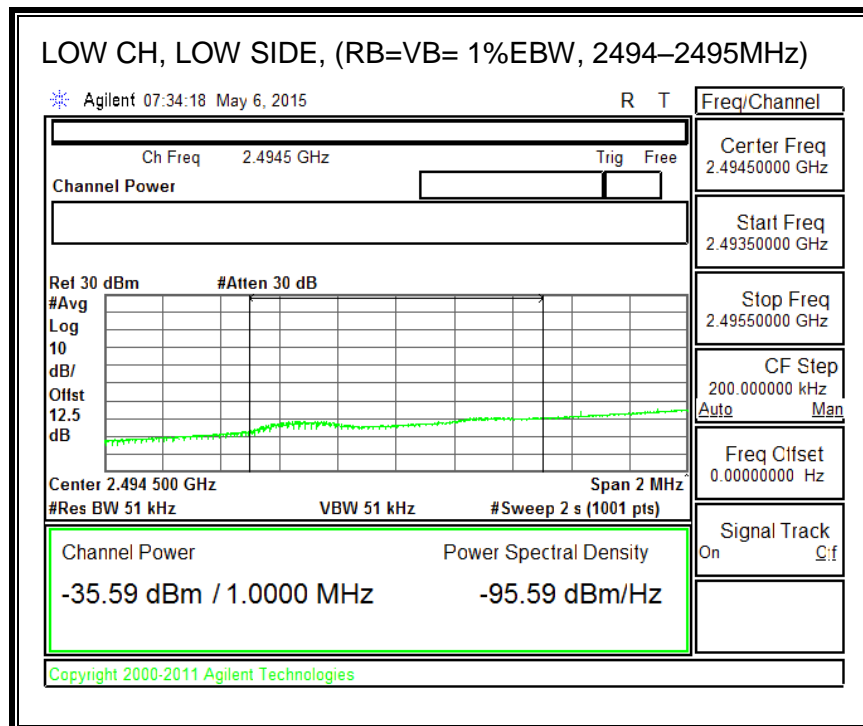 LOW CH, LOW SIDE, (RB=VB= 1%EBW, 2494–2495MHz)
Agilent 07:34:18 May 6, 2015 R T
Ch Freq 2.4945 GHz Trig Free
Channel Power
Ref 30 dBm #Atten 30 dB
#Avg
Log
10
dB/
Offst
12.5
dB
Center 2.494 500 GHz Span 2 MHz
#Res BW 51 kHz VBW 51 kHz #Sweep 2 s (1001 pts)
Channel Power Power Spectral Density
-35.59 dBm / 1.0000 MHz -95.59 dBm/Hz
Copyright 2000-2011 Agilent Technologies
Freq/Channel
Center Freq
2.49450000 GHz
Start Freq
2.49350000 GHz
Stop Freq
2.49550000 GHz
CF Step
200.000000 kHz
Auto Man
Freq Offset
0.00000000 Hz
Signal Track
On Off